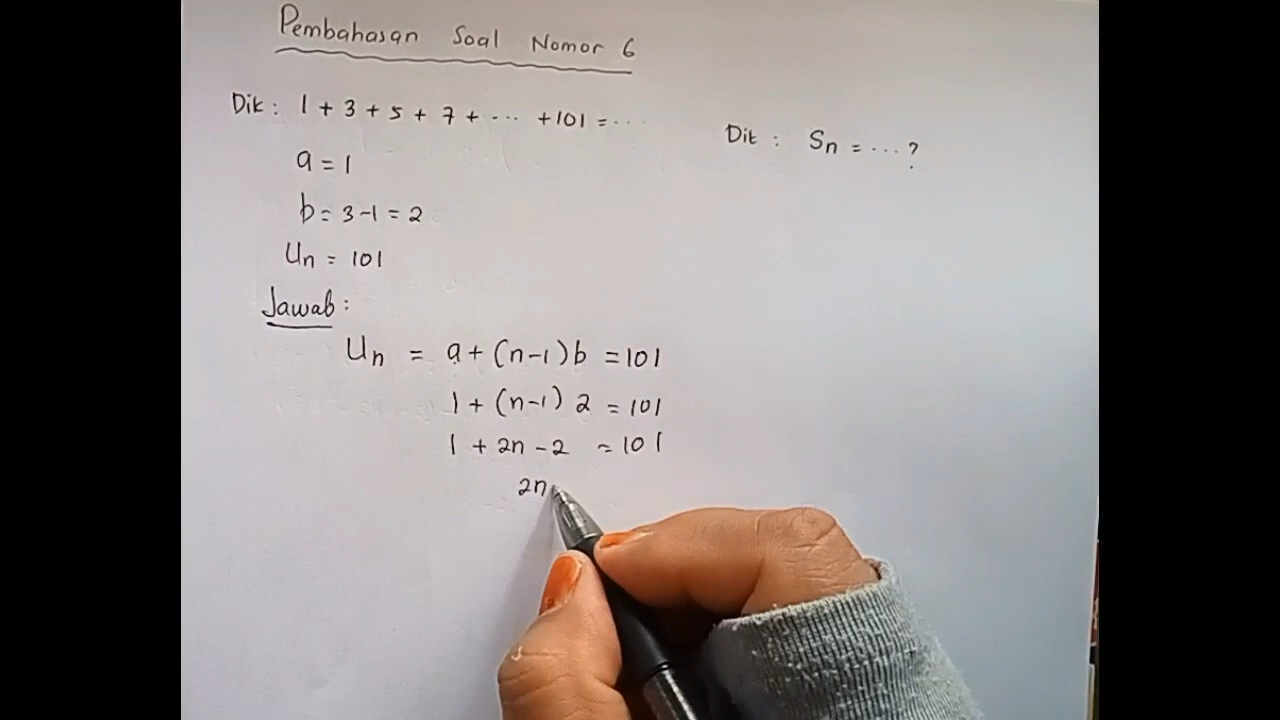 Pembahasan Soal Nomor 6
Dik : 1 + 3 + 5 + 7 + ... + 101 = ...
Dit : Sn = ... ?
a = 1
b = 3 - 1 = 2
Un = 101
Jawab :
Un = a + (n - 1) b = 101
1 + (n - 1) 2 = 101
1 + 2n - 2 = 101
2n